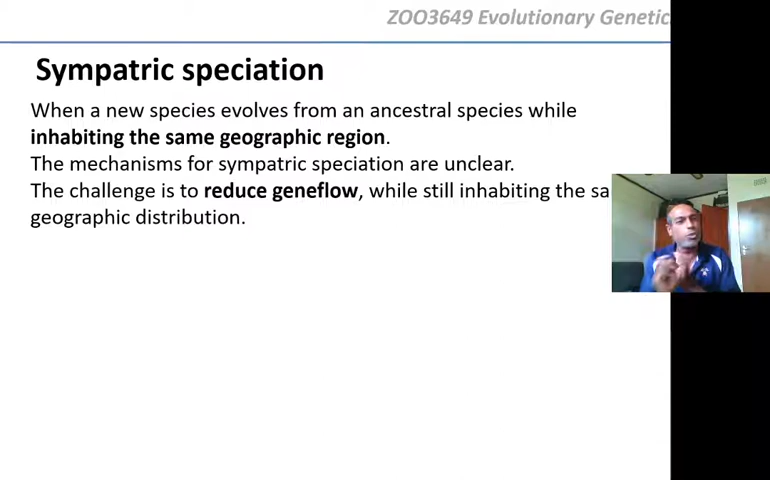 ZOO3649 Evolutionary Genetic
Sympatric speciation
When a new species evolves from an ancestral species while
inhabiting the same geographic region.
The mechanisms for sympatric speciation are unclear.
The challenge is to reduce geneflow, while still inhabiting the sa
geographic distribution.